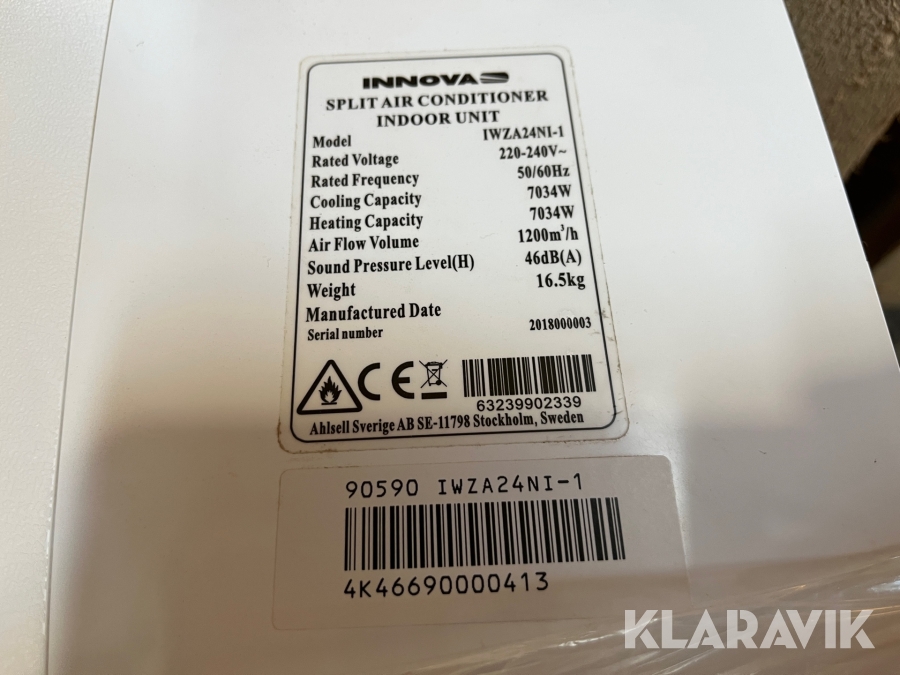 INNOVA
SPLIT AIR CONDITIONER
INDOOR UNIT
Model IWZA24NI-1
Rated Voltage 220-240V~
Rated Frequency 50/60Hz
Cooling Capacity 7034W
Heating Capacity 7034W
Air Flow Volume 1200m³/h
Sound Pressure Level(H) 46dB(A)
Weight 16.5kg
Manufactured Date
Serial number 2018000003
CE
63239902339
Ahlsell Sverige AB SE-11798 Stockholm, Sweden
90590 IWZA24NI-1
4K46690000413
KLARAVIK